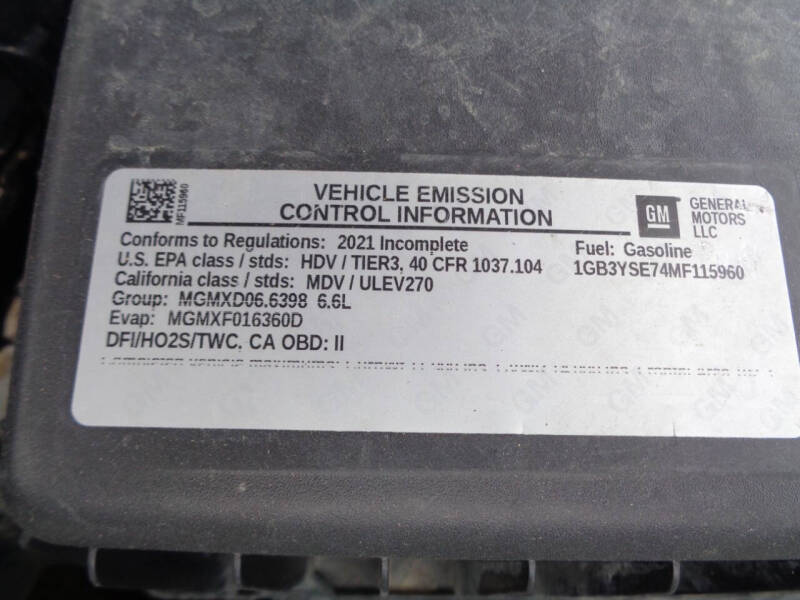 MF115960
VEHICLE EMISSION
CONTROL INFORMATION
GM
GENERAL
MOTORS
LLC
Conforms to Regulations: 2021 Incomplete
Fuel: Gasoline
U.S. EPA class / stds: HDV / TIER3, 40 CFR 1037.104
1GB3YSE74MF115960
California class / stds: MDV / ULEV270
Group: MGMXD06.6398 6.6L
Evap: MGMXF016360D
DFI/HO2S/TWC, CA OBD: II